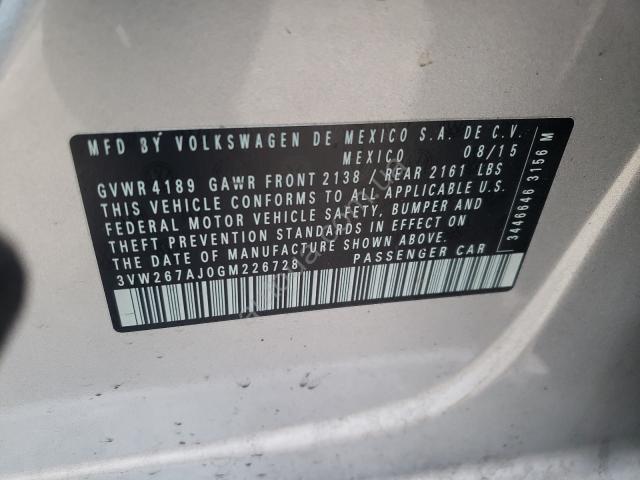 MFD BY VOLKSWAGEN DE MEXICO S.A. DE C.V.
MEXICO 08/15
GVWR 4189 GAWR FRONT 2138 REAR 2161 LBS
THIS VEHICLE CONFORMS TO ALL APPLICABLE U.S.
FEDERAL MOTOR VEHICLE SAFETY, BUMPER AND
THEFT PREVENTION STANDARDS IN EFFECT ON
THE DATE OF MANUFACTURE SHOWN ABOVE.
3VW267AJ0GM226728 PASSENGER CAR
34466463 3156 M